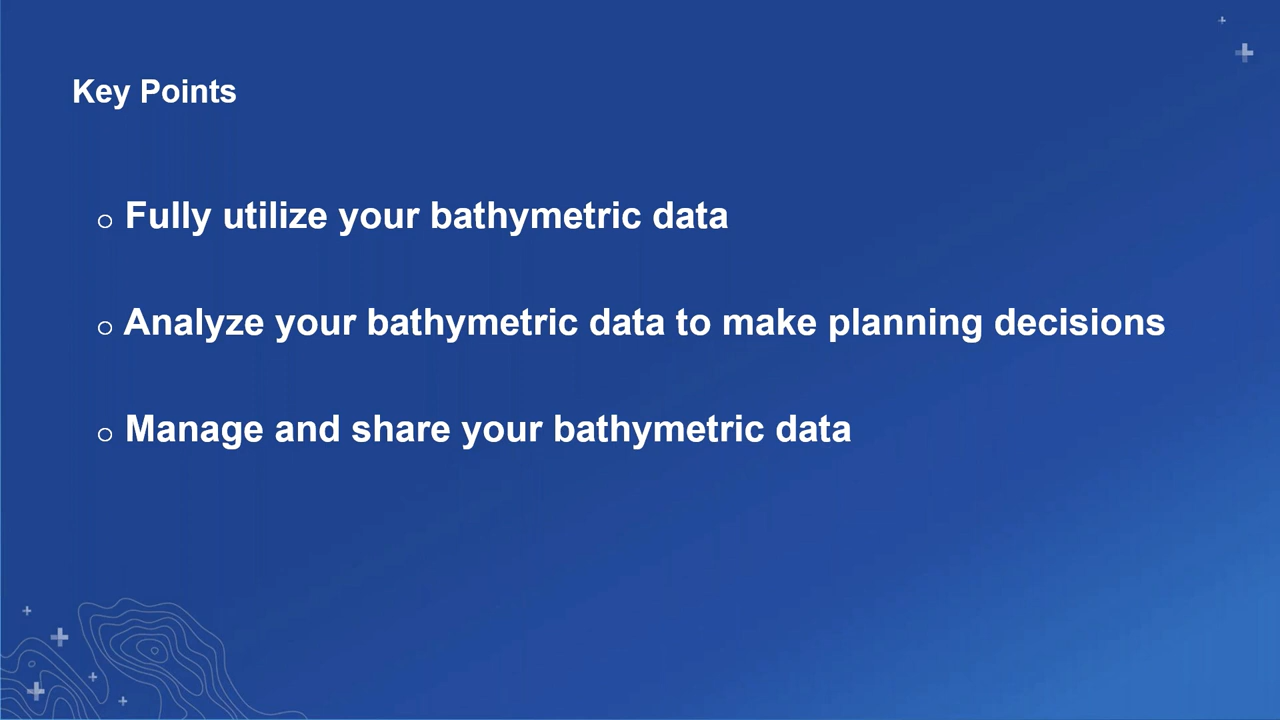 Key Points
o Fully utilize your bathymetric data
o Analyze your bathymetric data to make planning decisions
o Manage and share your bathymetric data